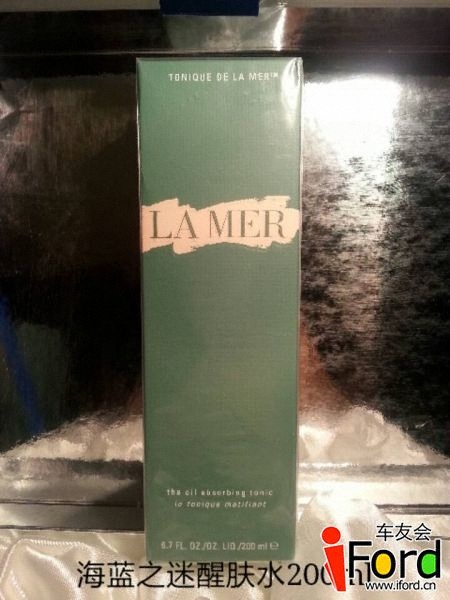 TONIQUE DE LA MER™
LA MER
the oil absorbing tonic
le tonique matifiant
6.7 FL. OZ./OZ. LIQ./200 ml ℮
海蓝之迷醒肤水200m
车友会
iFord
www.iford.cn